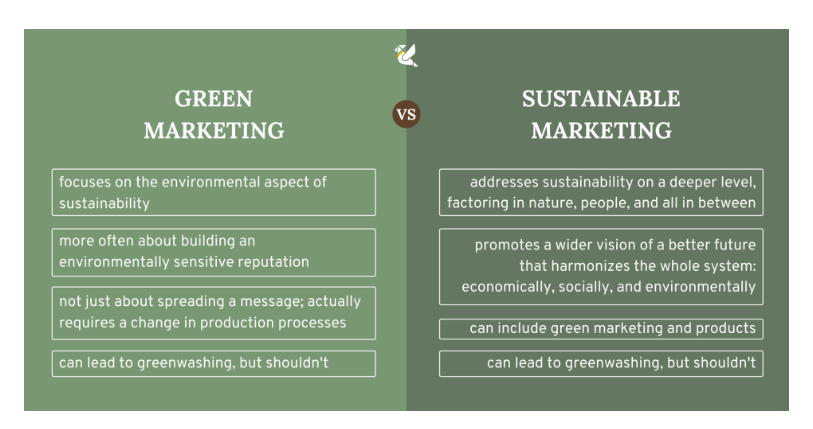 GREEN
MARKETING
VS
SUSTAINABLE
MARKETING
focuses on the environmental aspect of
sustainability
more often about building an
environmentally sensitive reputation
not just about spreading a message; actually
requires a change in production processes
can lead to greenwashing, but shouldn't
addresses sustainability on a deeper level,
factoring in nature, people, and all in between
promotes a wider vision of a better future
that harmonizes the whole system:
economically, socially, and environmentally
can include green marketing and products
can lead to greenwashing, but shouldn't